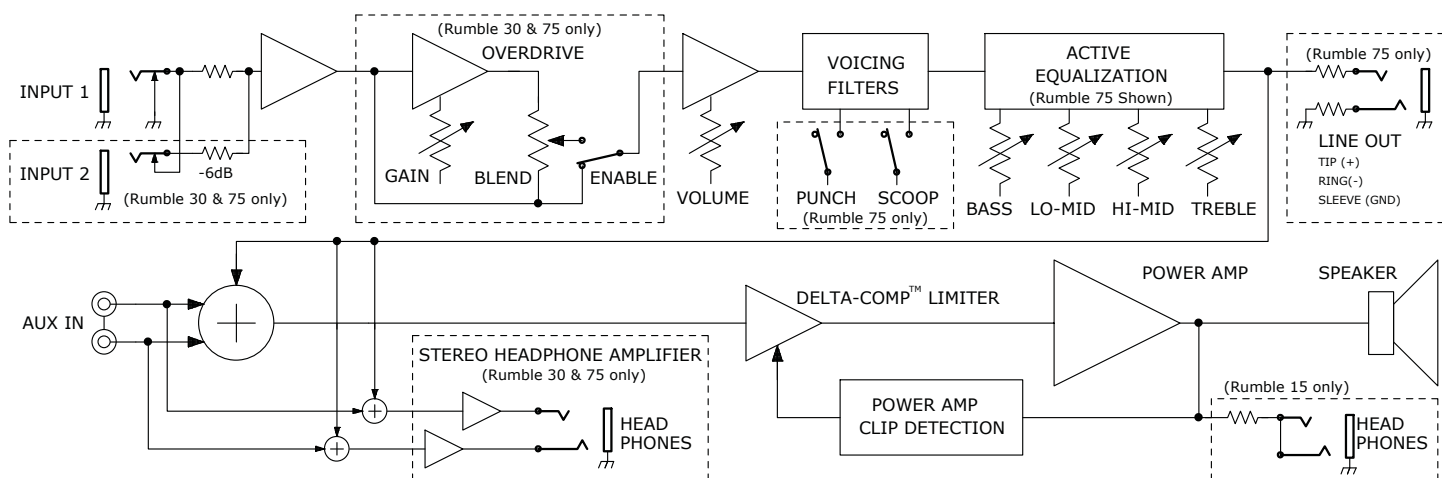 (Rumble 30 & 75 only)
OVERDRIVE
INPUT 1
GAIN
BLEND
ENABLE
INPUT 2
-6dB
(Rumble 30 & 75 only)
VOLUME
VOICING
FILTERS
PUNCH
SCOOP
(Rumble 75 only)
ACTIVE
EQUALIZATION
(Rumble 75 Shown)
BASS
LO-MID
HI-MID
TREBLE
(Rumble 75 only)
LINE OUT
TIP (+)
RING(-)
SLEEVE (GND)
AUX IN
STEREO HEADPHONE AMPLIFIER
(Rumble 30 & 75 only)
HEAD
PHONES
DELTA-COMP™ LIMITER
POWER AMP
SPEAKER
POWER AMP
CLIP DETECTION
(Rumble 15 only)
HEAD
PHONES